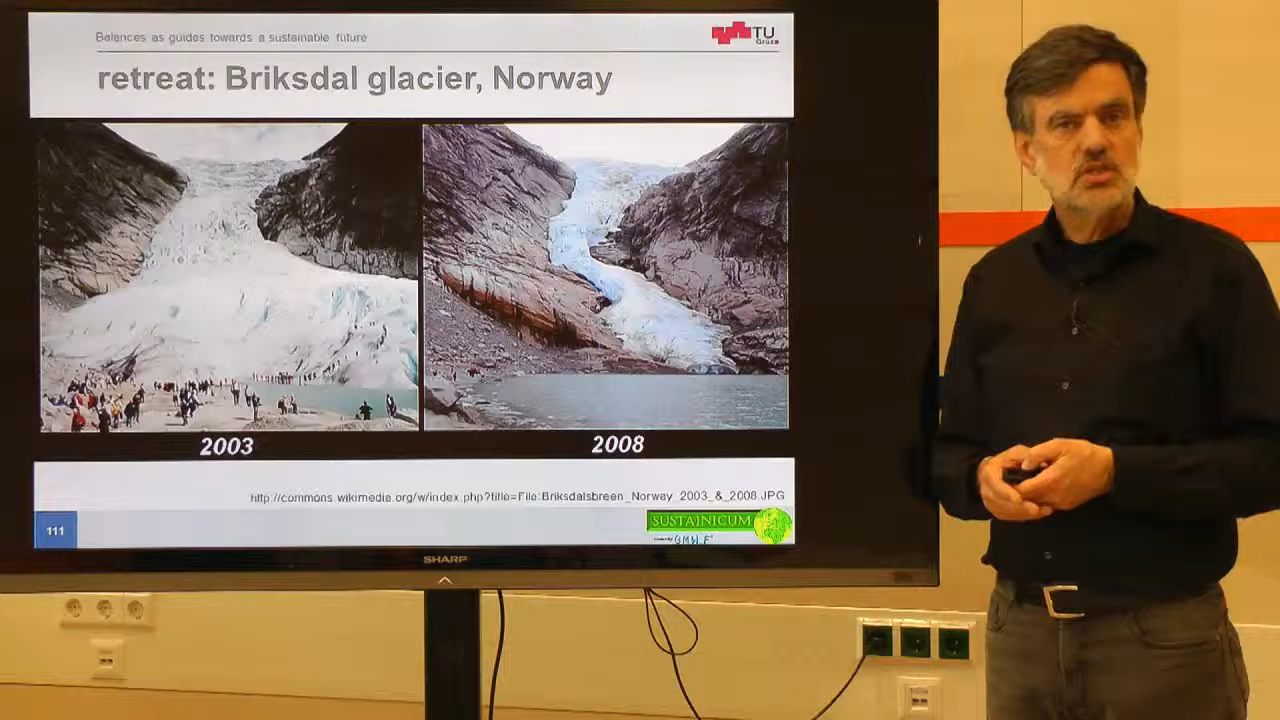 Balances as guides towards a sustainable future
TU
Graz
retreat: Briksdal glacier, Norway
2003
2008
http://commons.wikimedia.org/w/index.php?title=File:Briksdalsbreen_Norway_2003_&_2008.JPG
111
SUSTAINICUM
SHARP